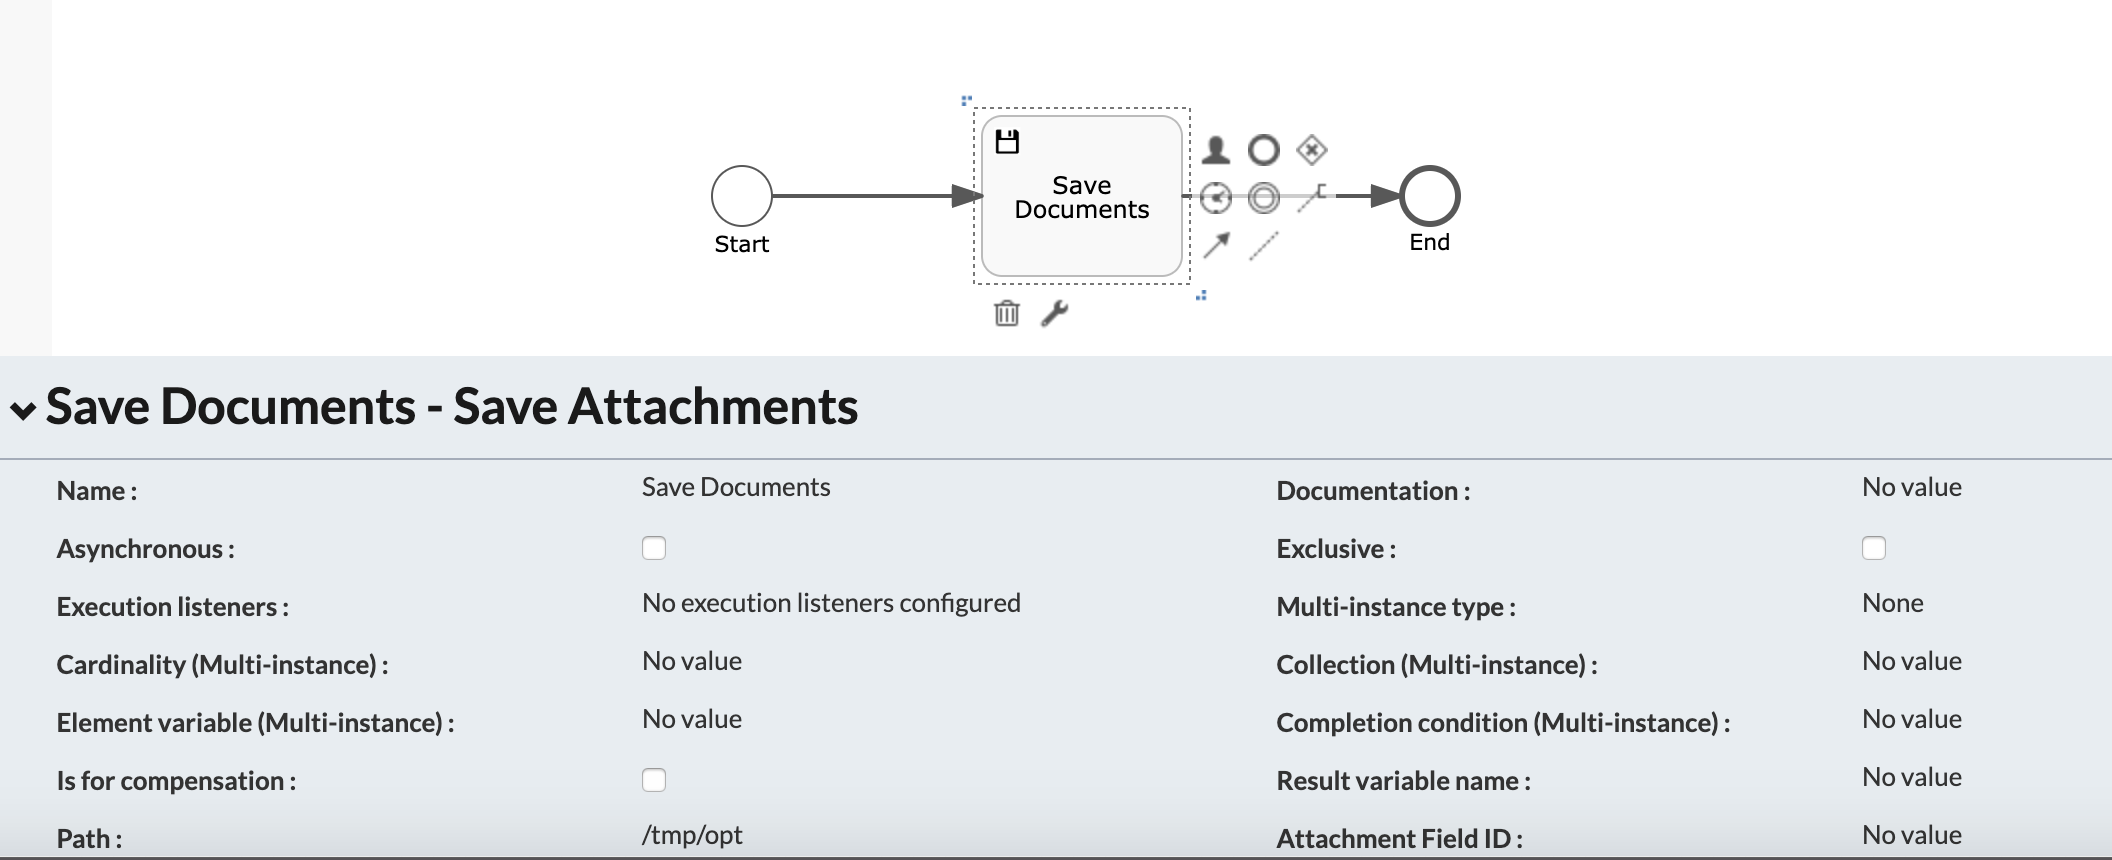 Save
Documents
Start
End
Save Documents - Save Attachments
Name : Save Documents Documentation : No value
Asynchronous : Exclusive :
Execution listeners : No execution listeners configured Multi-instance type : None
Cardinality (Multi-instance) : No value Collection (Multi-instance) : No value
Element variable (Multi-instance) : No value Completion condition (Multi-instance) : No value
Is for compensation : Result variable name : No value
Path : /tmp/opt Attachment Field ID : No value